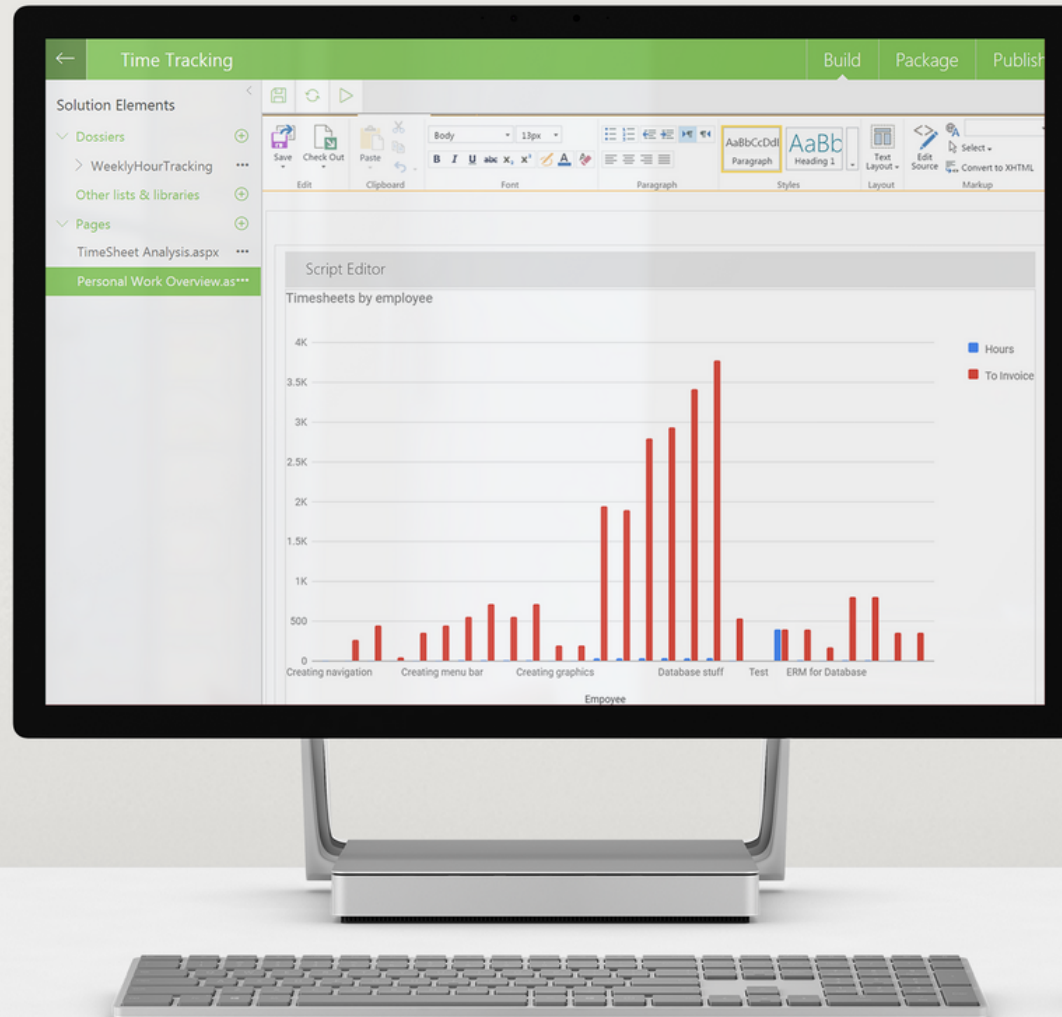 Time Tracking
Build
Package
Publish
Solution Elements
Dossiers
WeeklyHourTracking
Other lists & libraries
Pages
TimeSheet Analysis.aspx
Personal Work Overview.as
Save
Check Out
Paste
Body
13px
B I U abc x, x²
A
AaBbCcDdI
Paragraph
AaBb
Heading 1
Text
Layout
Edit
Source
Select
Convert to XHTML
Edit
Clipboard
Font
Paragraph
Styles
Layout
Markup
Script Editor
Timesheets by employee
4K
3.5K
3K
2.5K
2K
1.5K
1K
500
0
Hours
To Invoice
Creating navigation
Creating menu bar
Creating graphics
Database stuff
Test
ERM for Database
Empoyee